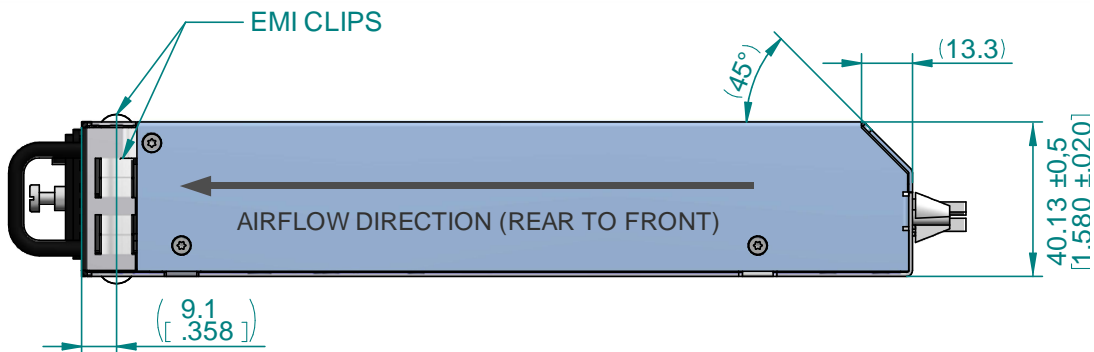 EMI CLIPS
(45°)
(13.3)
40.13 ±0,5
[1.580 ±.020]
AIRFLOW DIRECTION (REAR TO FRONT)
( 9.1
[ .358 ])